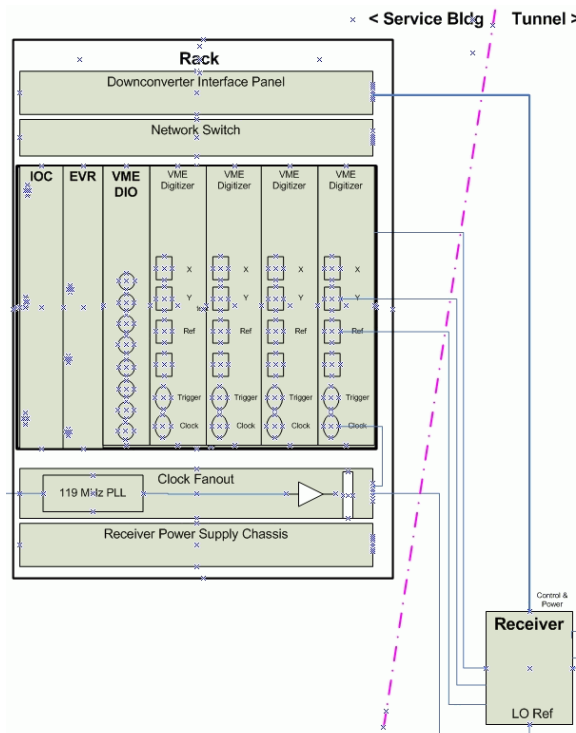 < Service Bldg
Tunnel >
Rack
Downconverter Interface Panel
Network Switch
IOC
EVR
VME
DIO
VME
Digitizer
VME
Digitizer
VME
Digitizer
VME
Digitizer
X
X
X
X
Y
Y
Y
Y
Ref
Ref
Ref
Ref
Trigger
Trigger
Trigger
Trigger
Clock
Clock
Clock
Clock
Clock Fanout
119 MHz PLL
Receiver Power Supply Chassis
Control &
Power
Receiver
LO Ref